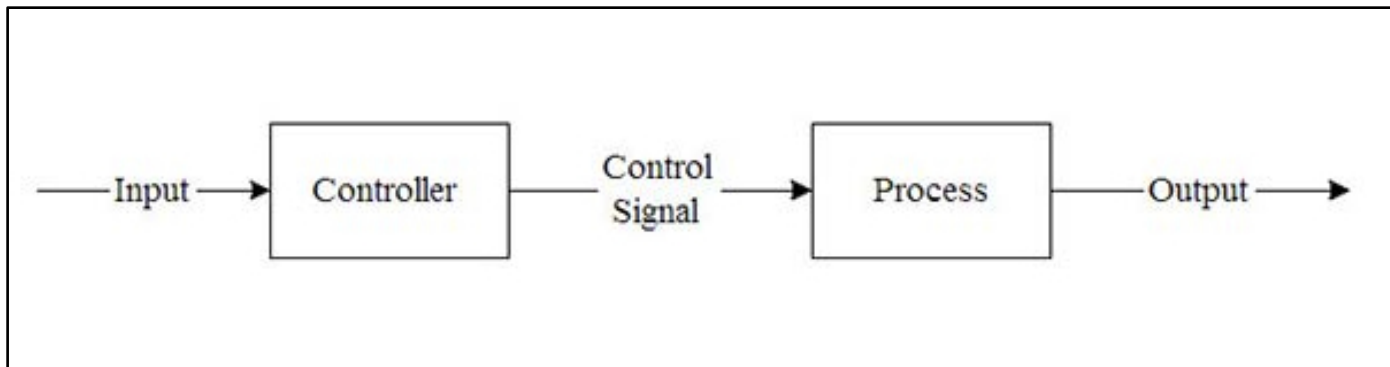 Input
Controller
Control
Signal
Process
Output